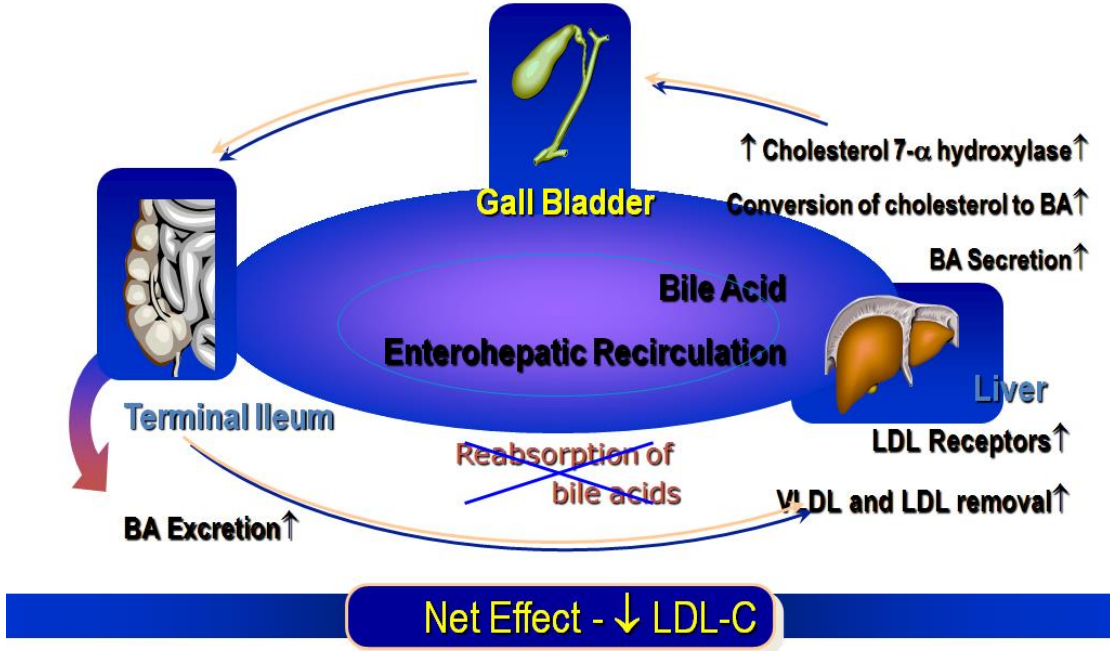 ↑ Cholesterol 7-α hydroxylase↑
Gall Bladder
Conversion of cholesterol to BA↑
BA Secretion↑
Bile Acid
Enterohepatic Recirculation
Liver
Terminal Ileum
LDL Receptors↑
Reabsorption of
bile acids
VLDL and LDL removal↑
BA Excretion↑
Net Effect - ↓ LDL-C